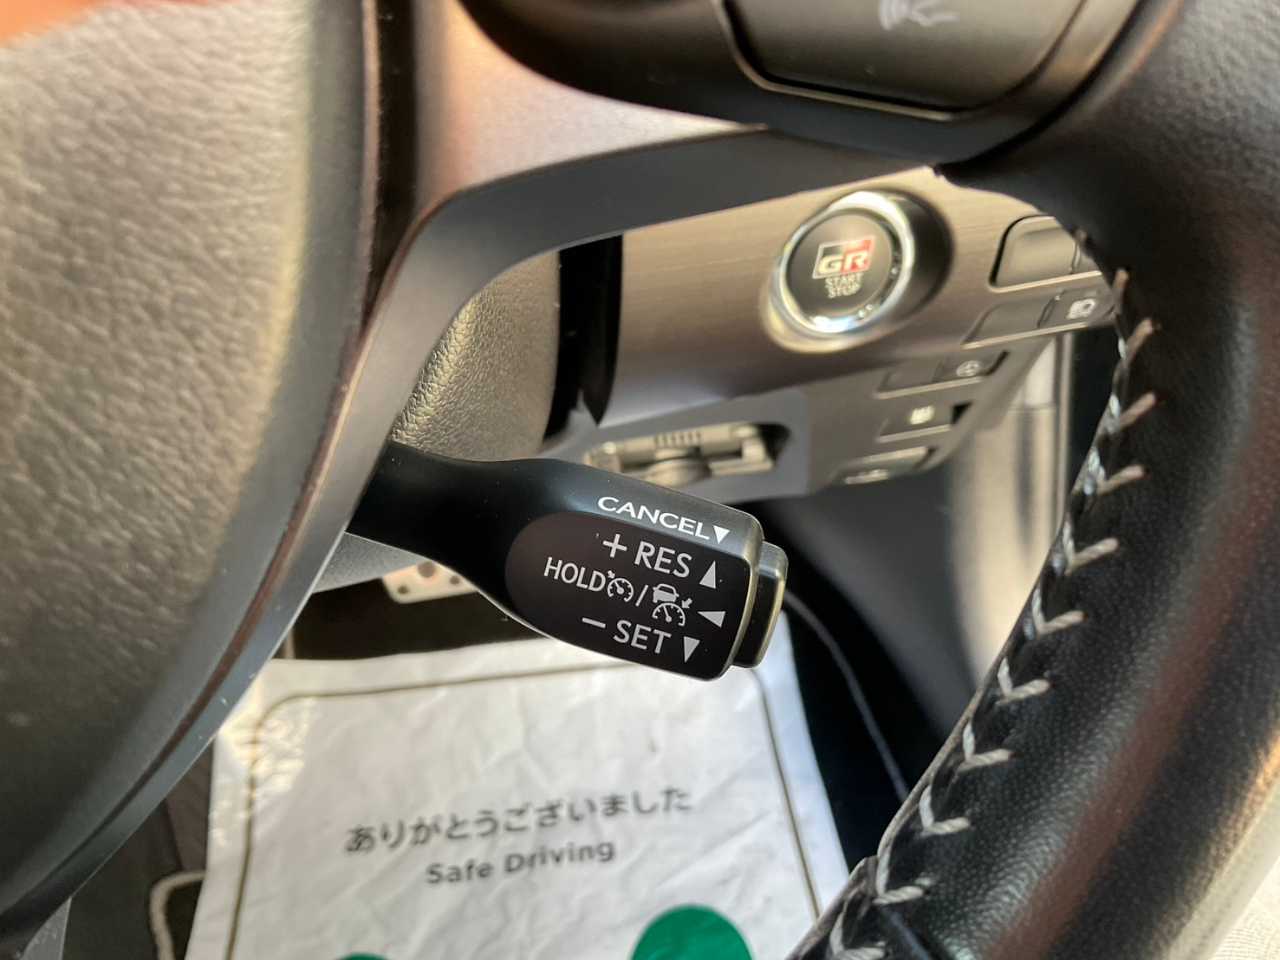 GR
START
STOP
CANCEL▼
+ RES ▲
HOLD / ◀
− SET ▼
ありがとうございました
Safe Driving